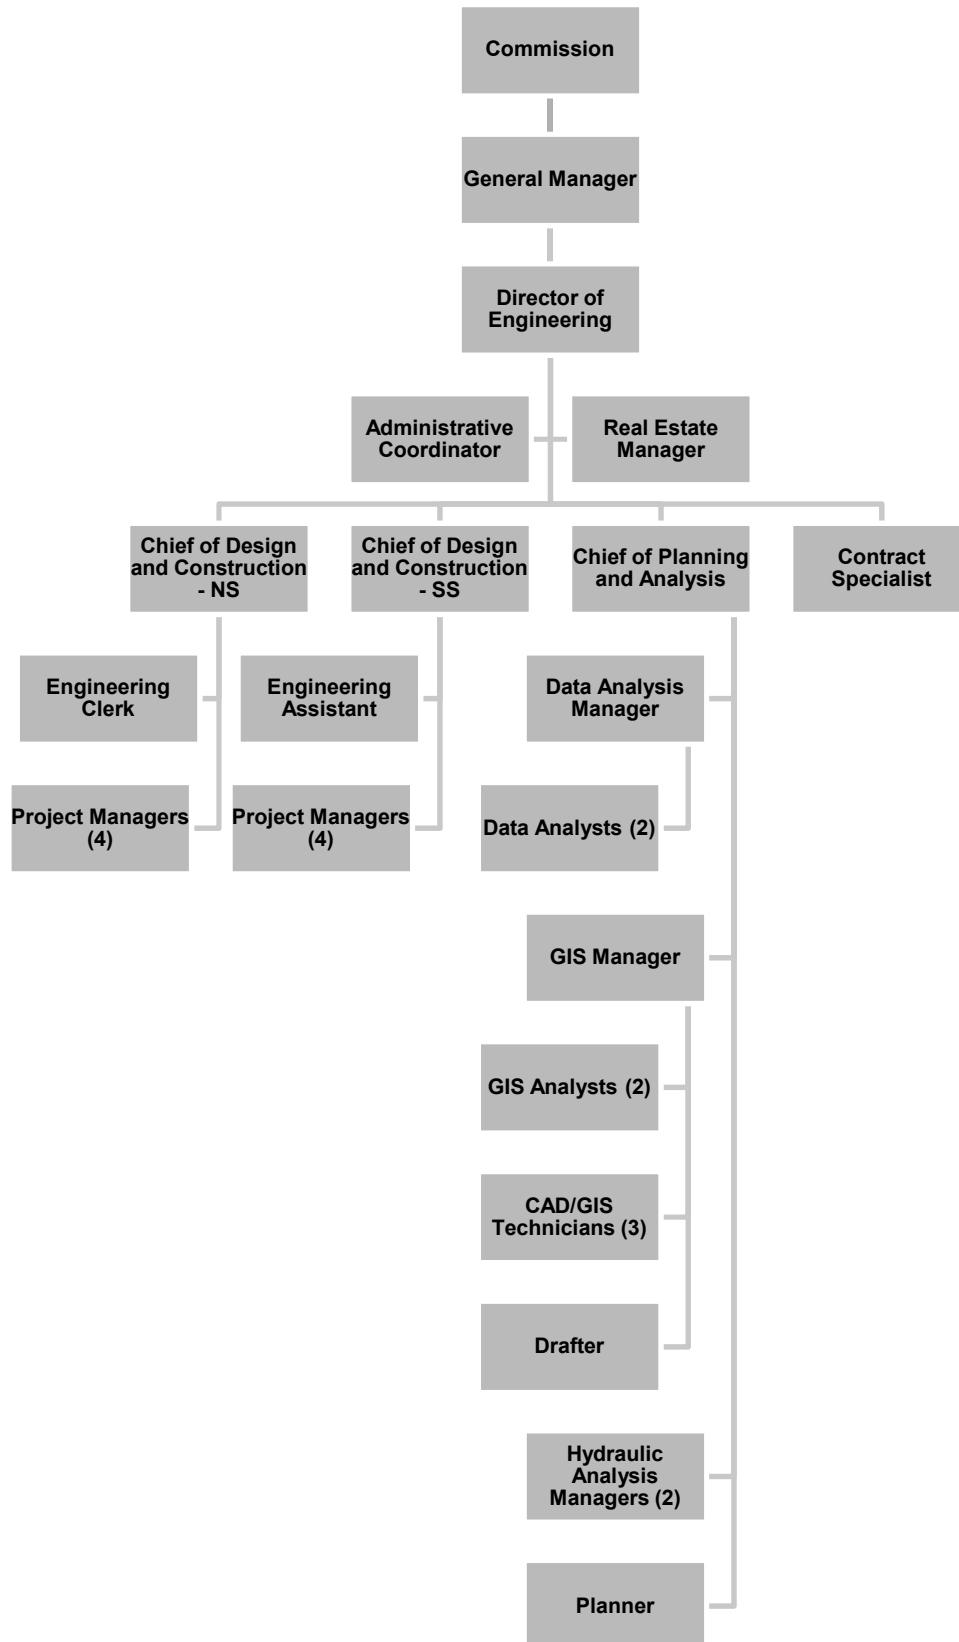 Commission
General Manager
Director of
Engineering
Administrative
Coordinator
Real Estate
Manager
Chief of Design
and Construction
- NS
Chief of Design
and Construction
- SS
Chief of Planning
and Analysis
Contract
Specialist
Engineering
Clerk
Engineering
Assistant
Data Analysis
Manager
Project Managers
(4)
Project Managers
(4)
Data Analysts (2)
GIS Manager
GIS Analysts (2)
CAD/GIS
Technicians (3)
Drafter
Hydraulic
Analysis
Managers (2)
Planner